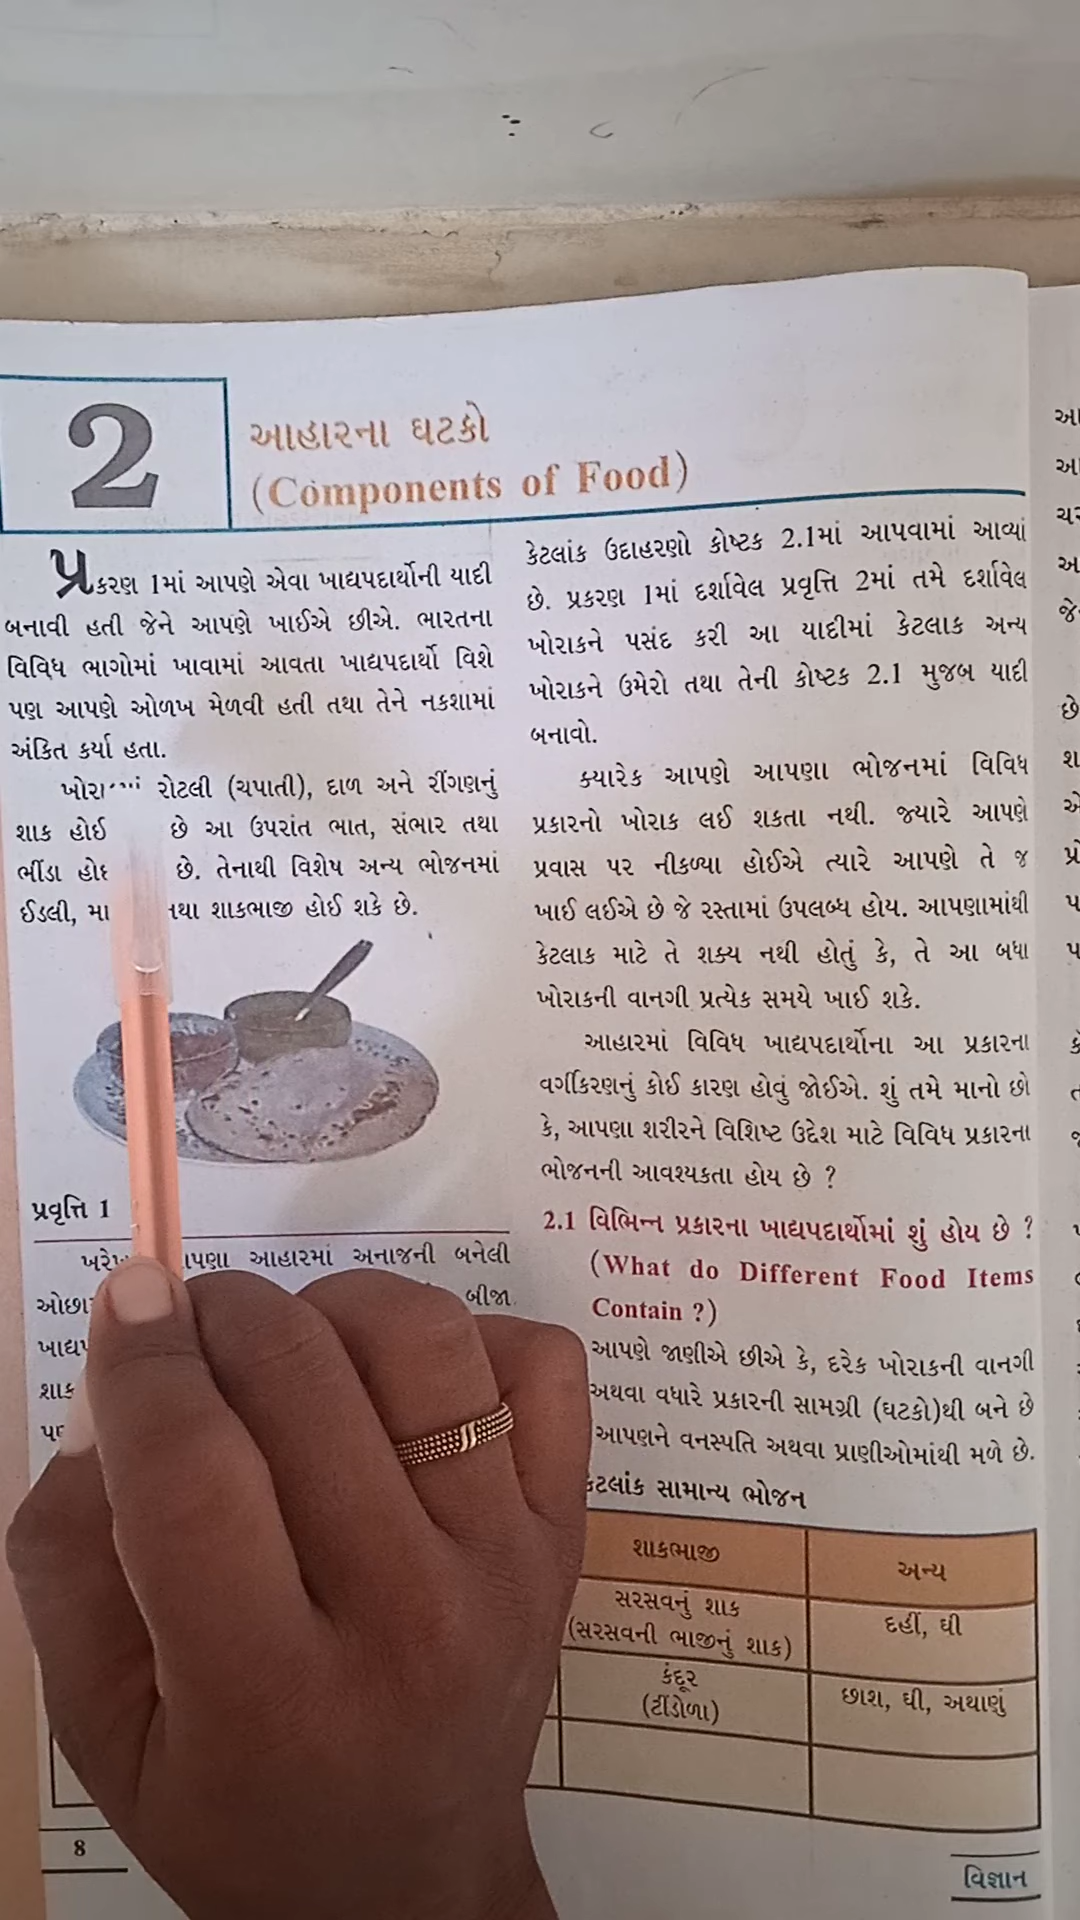 2
આહારના ઘટકો
(Components of Food)
પ્રકરણ 1માં આપણે એવા ખાદ્યપદાર્થોની યાદી
બનાવી હતી જેને આપણે ખાઈએ છીએ. ભારતના
વિવિધ ભાગોમાં ખાવામાં આવતા ખાદ્યપદાર્થો વિશે
પણ આપણે ઓળખ મેળવી હતી તથા તેને નકશામાં
અંકિત કર્યા હતા.
રોટલી (ચપાતી), દાળ અને રીંગણનું
શાક હોઈ છે આ ઉપરાંત ભાત, સંભાર તથા
ભીંડા છે. તેનાથી વિશેષ અન્ય ભોજનમાં
ઈડલી, તથા શાકભાજી હોઈ શકે છે.
પ્રવૃત્તિ 1
આહારમાં અનાજની બનેલી
બીજા
શાક
કેટલાંક ઉદાહરણો કોષ્ટક 2.1માં આપવામાં આવ્યાં
છે. પ્રકરણ 1માં દર્શાવેલ પ્રવૃત્તિ 2માં તમે દર્શાવેલ
ખોરાકને પસંદ કરી આ યાદીમાં કેટલાક અન્ય
ખોરાકને ઉમેરો તથા તેની કોષ્ટક 2.1 મુજબ યાદી
બનાવો.
ક્યારેક આપણે આપણા ભોજનમાં વિવિધ
પ્રકારનો ખોરાક લઈ શકતા નથી. જ્યારે આપણે
પ્રવાસ પર નીકળ્યા હોઈએ ત્યારે આપણે તે જ
ખાઈ લઈએ છે જે રસ્તામાં ઉપલબ્ધ હોય. આપણામાંથી
કેટલાક માટે તે શક્ય નથી હોતું કે, તે આ બધા
ખોરાકની વાનગી પ્રત્યેક સમયે ખાઈ શકે.
આહારમાં વિવિધ ખાદ્યપદાર્થોના આ પ્રકારના
વર્ગીકરણનું કોઈ કારણ હોવું જોઈએ. શું તમે માનો છો
કે, આપણા શરીરને વિશિષ્ટ ઉદેશ માટે વિવિધ પ્રકારના
ભોજનની આવશ્યકતા હોય છે ?
2.1 વિભિન્ન પ્રકારના ખાદ્યપદાર્થોમાં શું હોય છે ?
(What do Different Food Items
Contain ?)
આપણે જાણીએ છીએ કે, દરેક ખોરાકની વાનગી
અથવા વધારે પ્રકારની સામગ્રી (ઘટકો)થી બને છે
આપણને વનસ્પતિ અથવા પ્રાણીઓમાંથી મળે છે.
સામાન્ય ભોજન
શાકભાજી અન્ય
સરસવનું શાક
(સરસવની ભાજીનું શાક) દહીં, ઘી
કંદૂર
(ટીંડોળા) છાશ, ઘી, અથાણું
8
વિજ્ઞાન